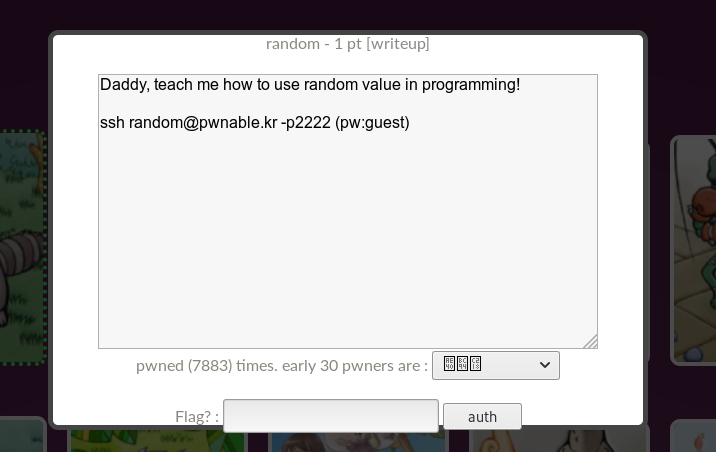 random - 1 pt [writeup]
Daddy, teach me how to use random value in programming!
ssh random@pwnable.kr -p2222 (pw:guest)
pwned (7883) times. early 30 pwners are :
Flag? : auth